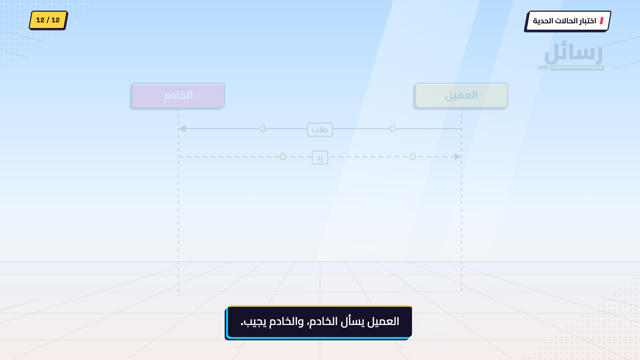 اختبار الحالات الحدية
12 / 12
رسائل
العميل
الخادم
طلب
رد
العميل يسأل الخادم، والخادم يجيب.